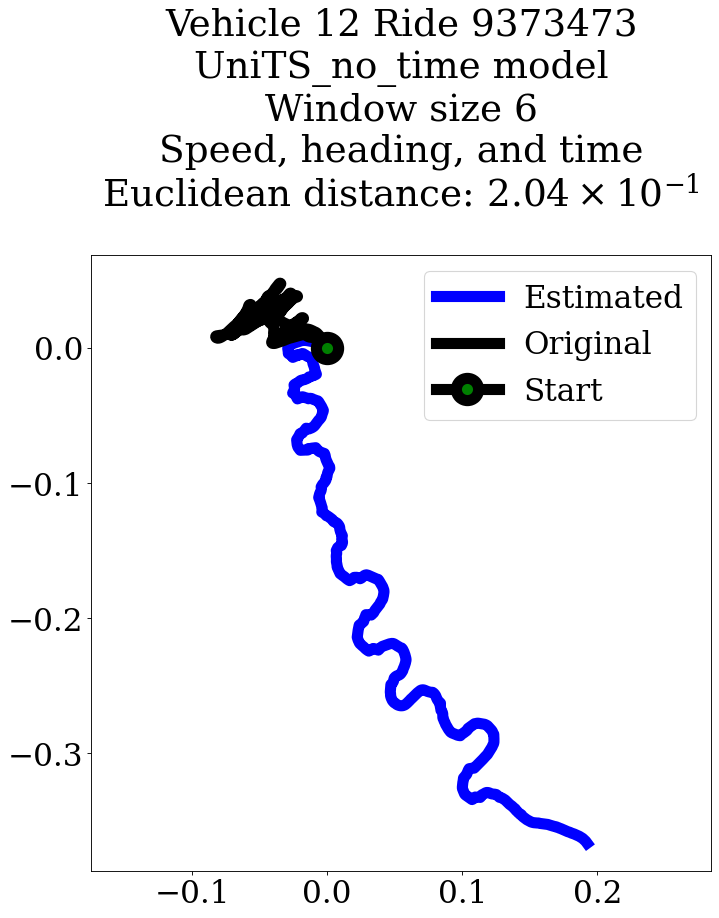 Vehicle 12 Ride 9373473
UniTS_no_time model
Window size 6
Speed, heading, and time
Euclidean distance: 2.04 × 10⁻¹
Estimated
Original
Start
0.0
−0.1
−0.2
−0.3
−0.1 0.0 0.1 0.2